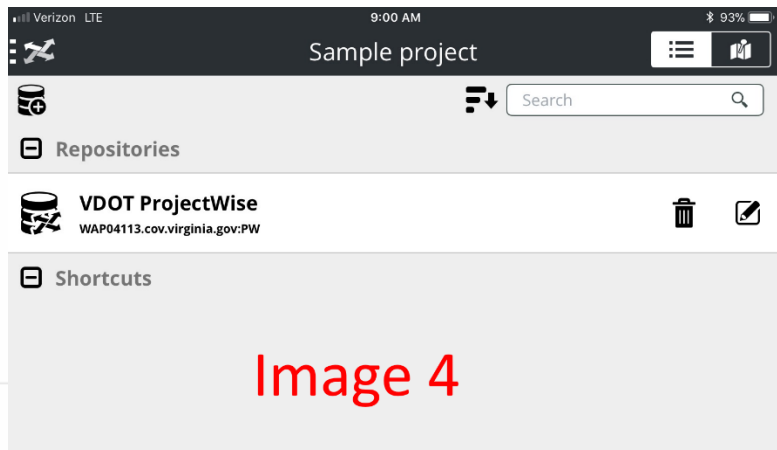 Verizon LTE 9:00 AM 93%
Sample project
Search
Repositories
VDOT ProjectWise
WAP04113.cov.virginia.gov:PW
Shortcuts
Image 4